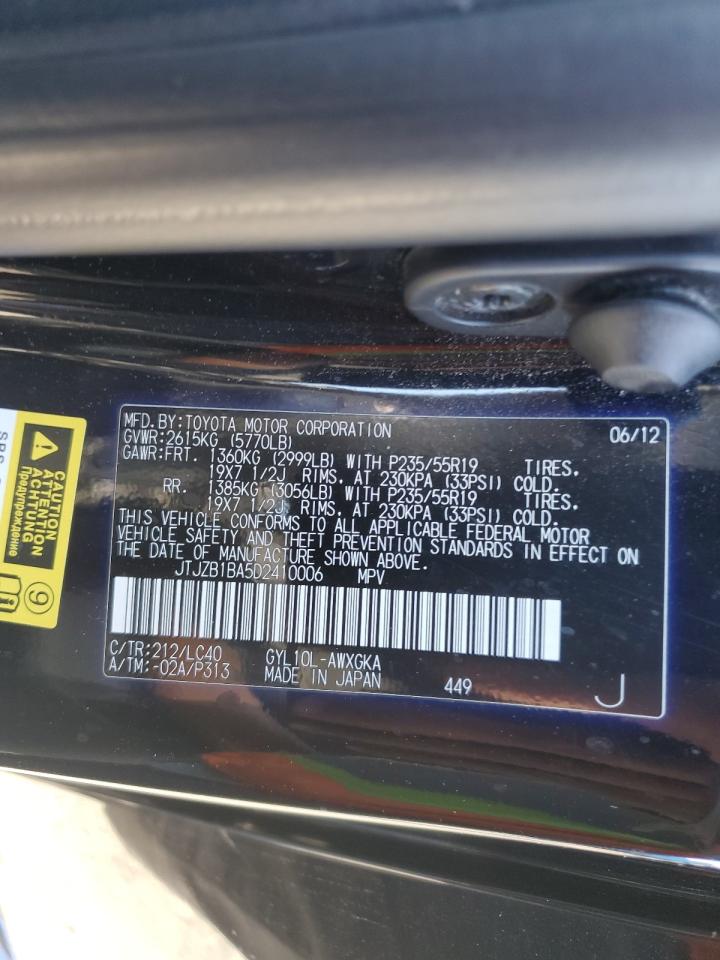 MFD.BY:TOYOTA MOTOR CORPORATION 06/12
GVWR:2615KG (5770LB)
GAWR:FRT. 1360KG (2999LB) WITH P235/55R19 TIRES.
19X7 1/2J RIMS. AT 230KPA (33PSI) COLD.
RR. 1385KG (3056LB) WITH P235/55R19 TIRES.
19X7 1/2J RIMS. AT 230KPA (33PSI) COLD.
THIS VEHICLE CONFORMS TO ALL APPLICABLE FEDERAL MOTOR
VEHICLE SAFETY AND THEFT PREVENTION STANDARDS IN EFFECT ON
THE DATE OF MANUFACTURE SHOWN ABOVE.
JTJZB1BA5D2410006 MPV
C/TR:212/LC40 GYL10L-AWXGKA
A/TM:-02A/P313 MADE IN JAPAN 449 J
CAUTION
ATTENTION
ACHTUNG
Предупреждение
9
SRS